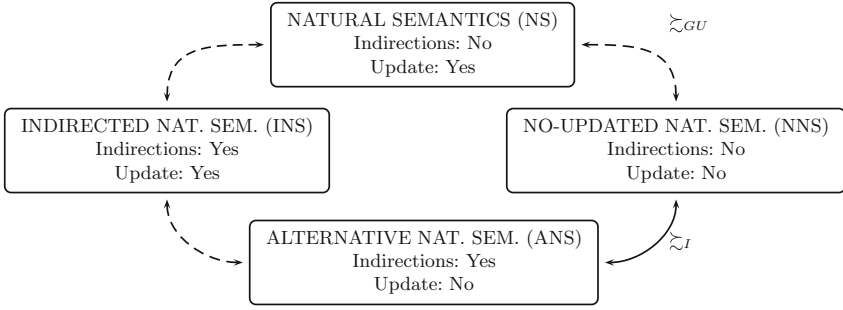 NATURAL SEMANTICS (NS)
Indirections: No
Update: Yes
≿GU
INDIRECTED NAT. SEM. (INS)
Indirections: Yes
Update: Yes
NO-UPDATED NAT. SEM. (NNS)
Indirections: No
Update: No
ALTERNATIVE NAT. SEM. (ANS)
Indirections: Yes
Update: No
≿I